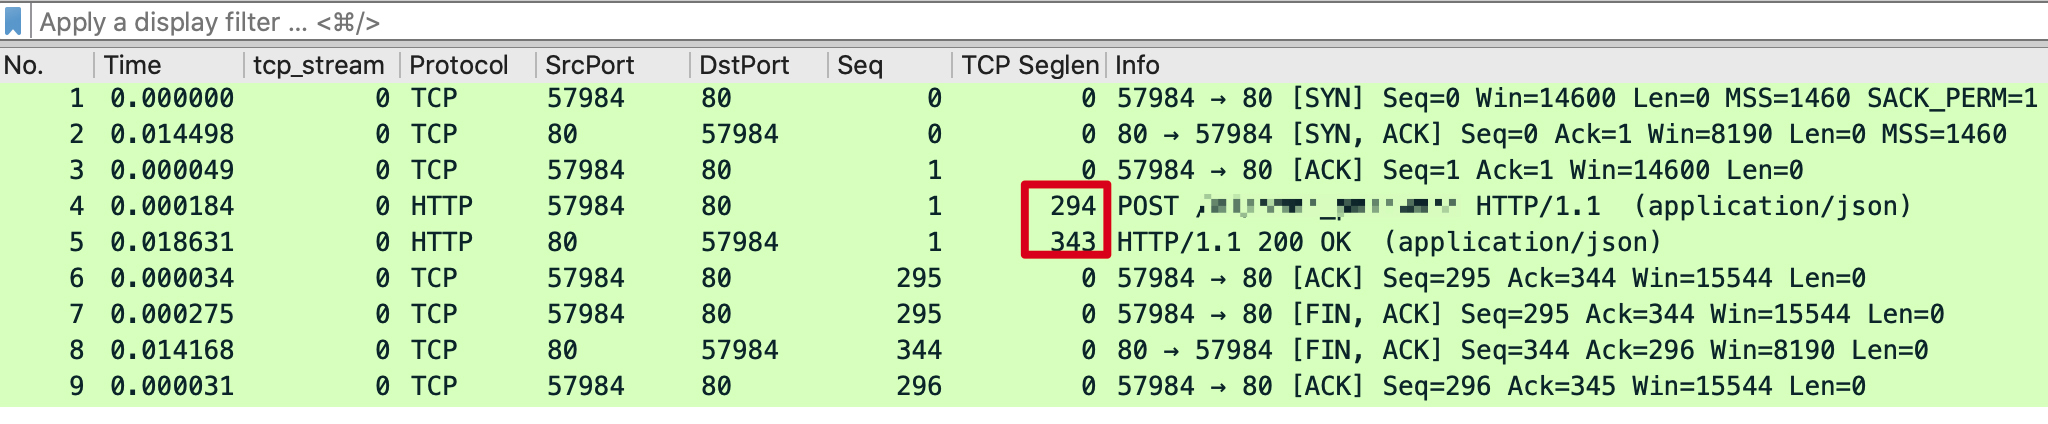 Apply a display filter ... <⌘/>
No. Time tcp_stream Protocol SrcPort DstPort Seq TCP Seglen Info
1 0.000000 0 TCP 57984 80 0 0 57984 → 80 [SYN] Seq=0 Win=14600 Len=0 MSS=1460 SACK_PERM=1
2 0.014498 0 TCP 80 57984 0 0 80 → 57984 [SYN, ACK] Seq=0 Ack=1 Win=8190 Len=0 MSS=1460
3 0.000049 0 TCP 57984 80 1 0 57984 → 80 [ACK] Seq=1 Ack=1 Win=14600 Len=0
4 0.000184 0 HTTP 57984 80 1 294 POST HTTP/1.1 (application/json)
5 0.018631 0 HTTP 80 57984 1 343 HTTP/1.1 200 OK (application/json)
6 0.000034 0 TCP 57984 80 295 0 57984 → 80 [ACK] Seq=295 Ack=344 Win=15544 Len=0
7 0.000275 0 TCP 57984 80 295 0 57984 → 80 [FIN, ACK] Seq=295 Ack=344 Win=15544 Len=0
8 0.014168 0 TCP 80 57984 344 0 80 → 57984 [FIN, ACK] Seq=344 Ack=296 Win=8190 Len=0
9 0.000031 0 TCP 57984 80 296 0 57984 → 80 [ACK] Seq=296 Ack=345 Win=15544 Len=0